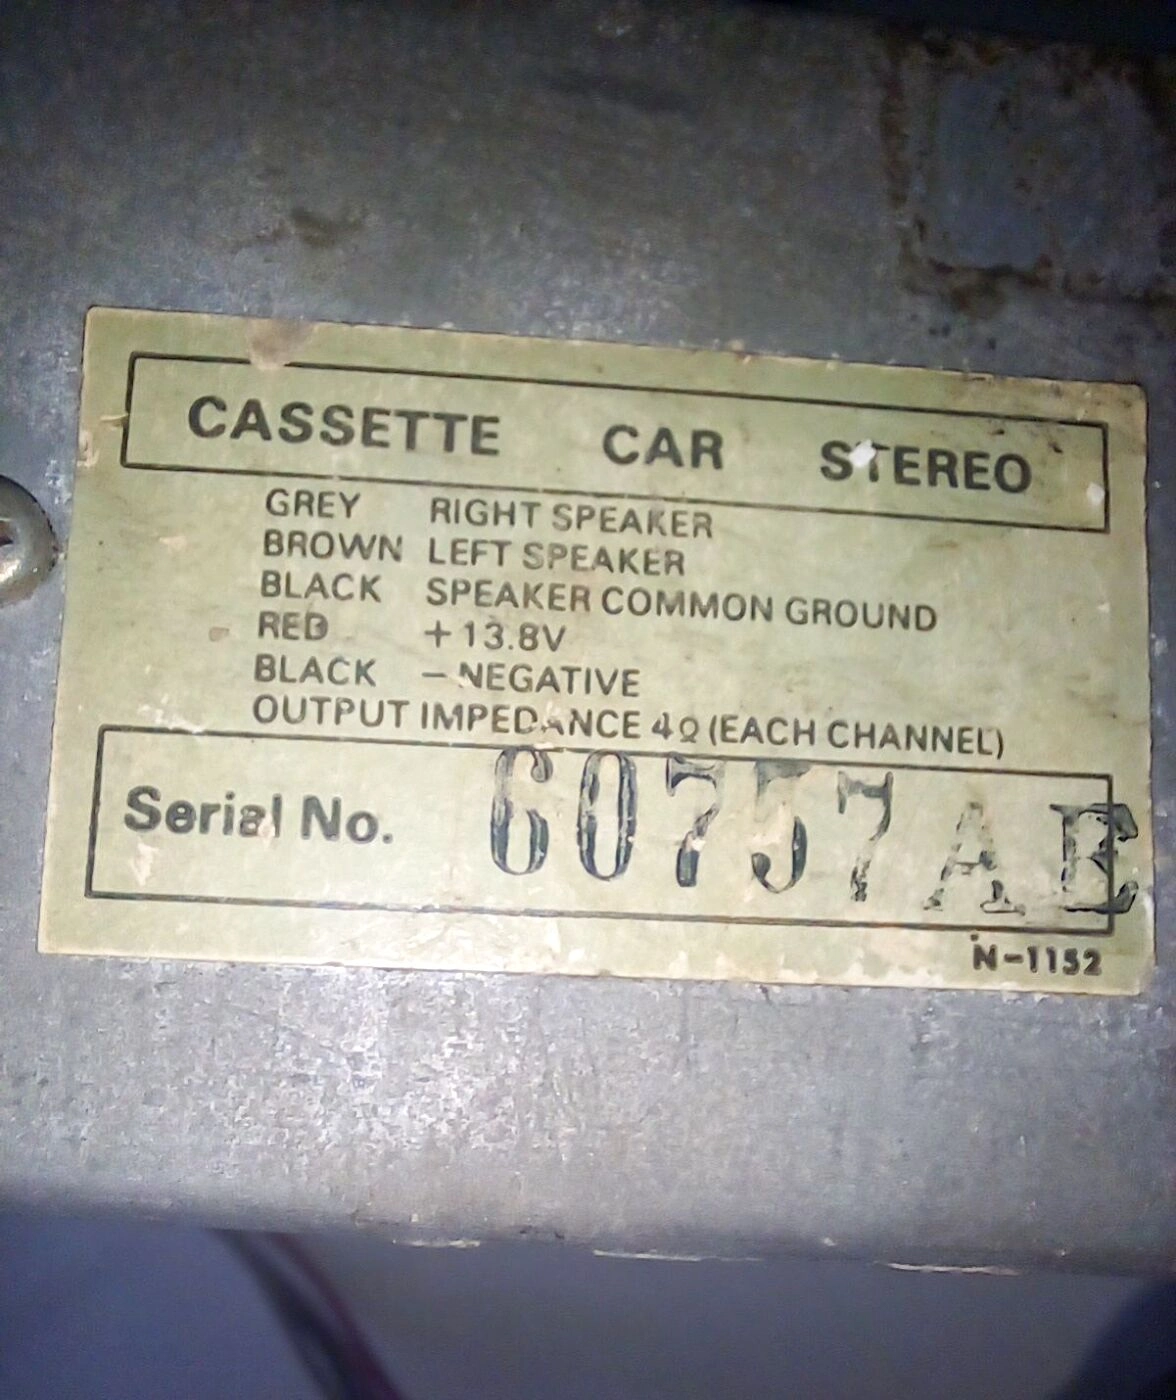 CASSETTE CAR STEREO
GREY RIGHT SPEAKER
BROWN LEFT SPEAKER
BLACK SPEAKER COMMON GROUND
RED +13.8V
BLACK – NEGATIVE
OUTPUT IMPEDANCE 4Ω (EACH CHANNEL)
Serial No. 60757AE
N-1152